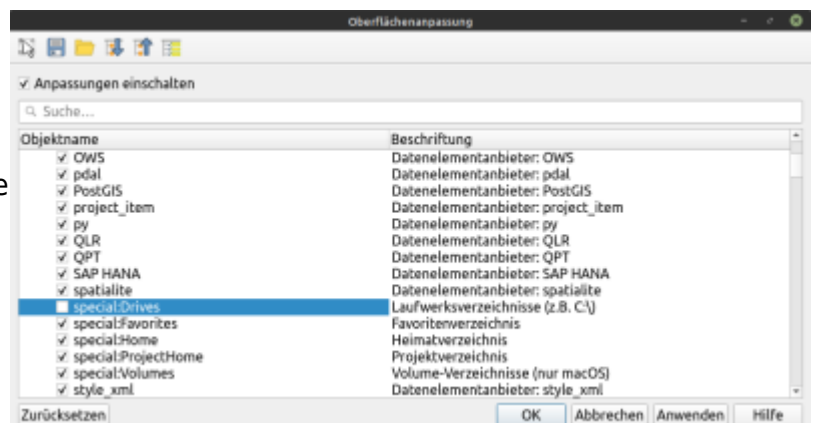 Oberflächenanpassung
Anpassungen einschalten
Suche...
Objektname Beschriftung
OWS Datenelementanbieter: OWS
pdal Datenelementanbieter: pdal
PostGIS Datenelementanbieter: PostGIS
project_item Datenelementanbieter: project_item
py Datenelementanbieter: py
QLR Datenelementanbieter: QLR
QPT Datenelementanbieter: QPT
SAP HANA Datenelementanbieter: SAP HANA
spatialite Datenelementanbieter: spatialite
special:Drives Laufwerksverzeichnisse (z.B. C:\)
special:Favorites Favoritenverzeichnis
special:Home Heimatverzeichnis
special:ProjectHome Projektverzeichnis
special:Volumes Volume-Verzeichnisse (nur macOS)
style_xml Datenelementanbieter: style_xml
Zurücksetzen OK Abbrechen Anwenden Hilfe
e